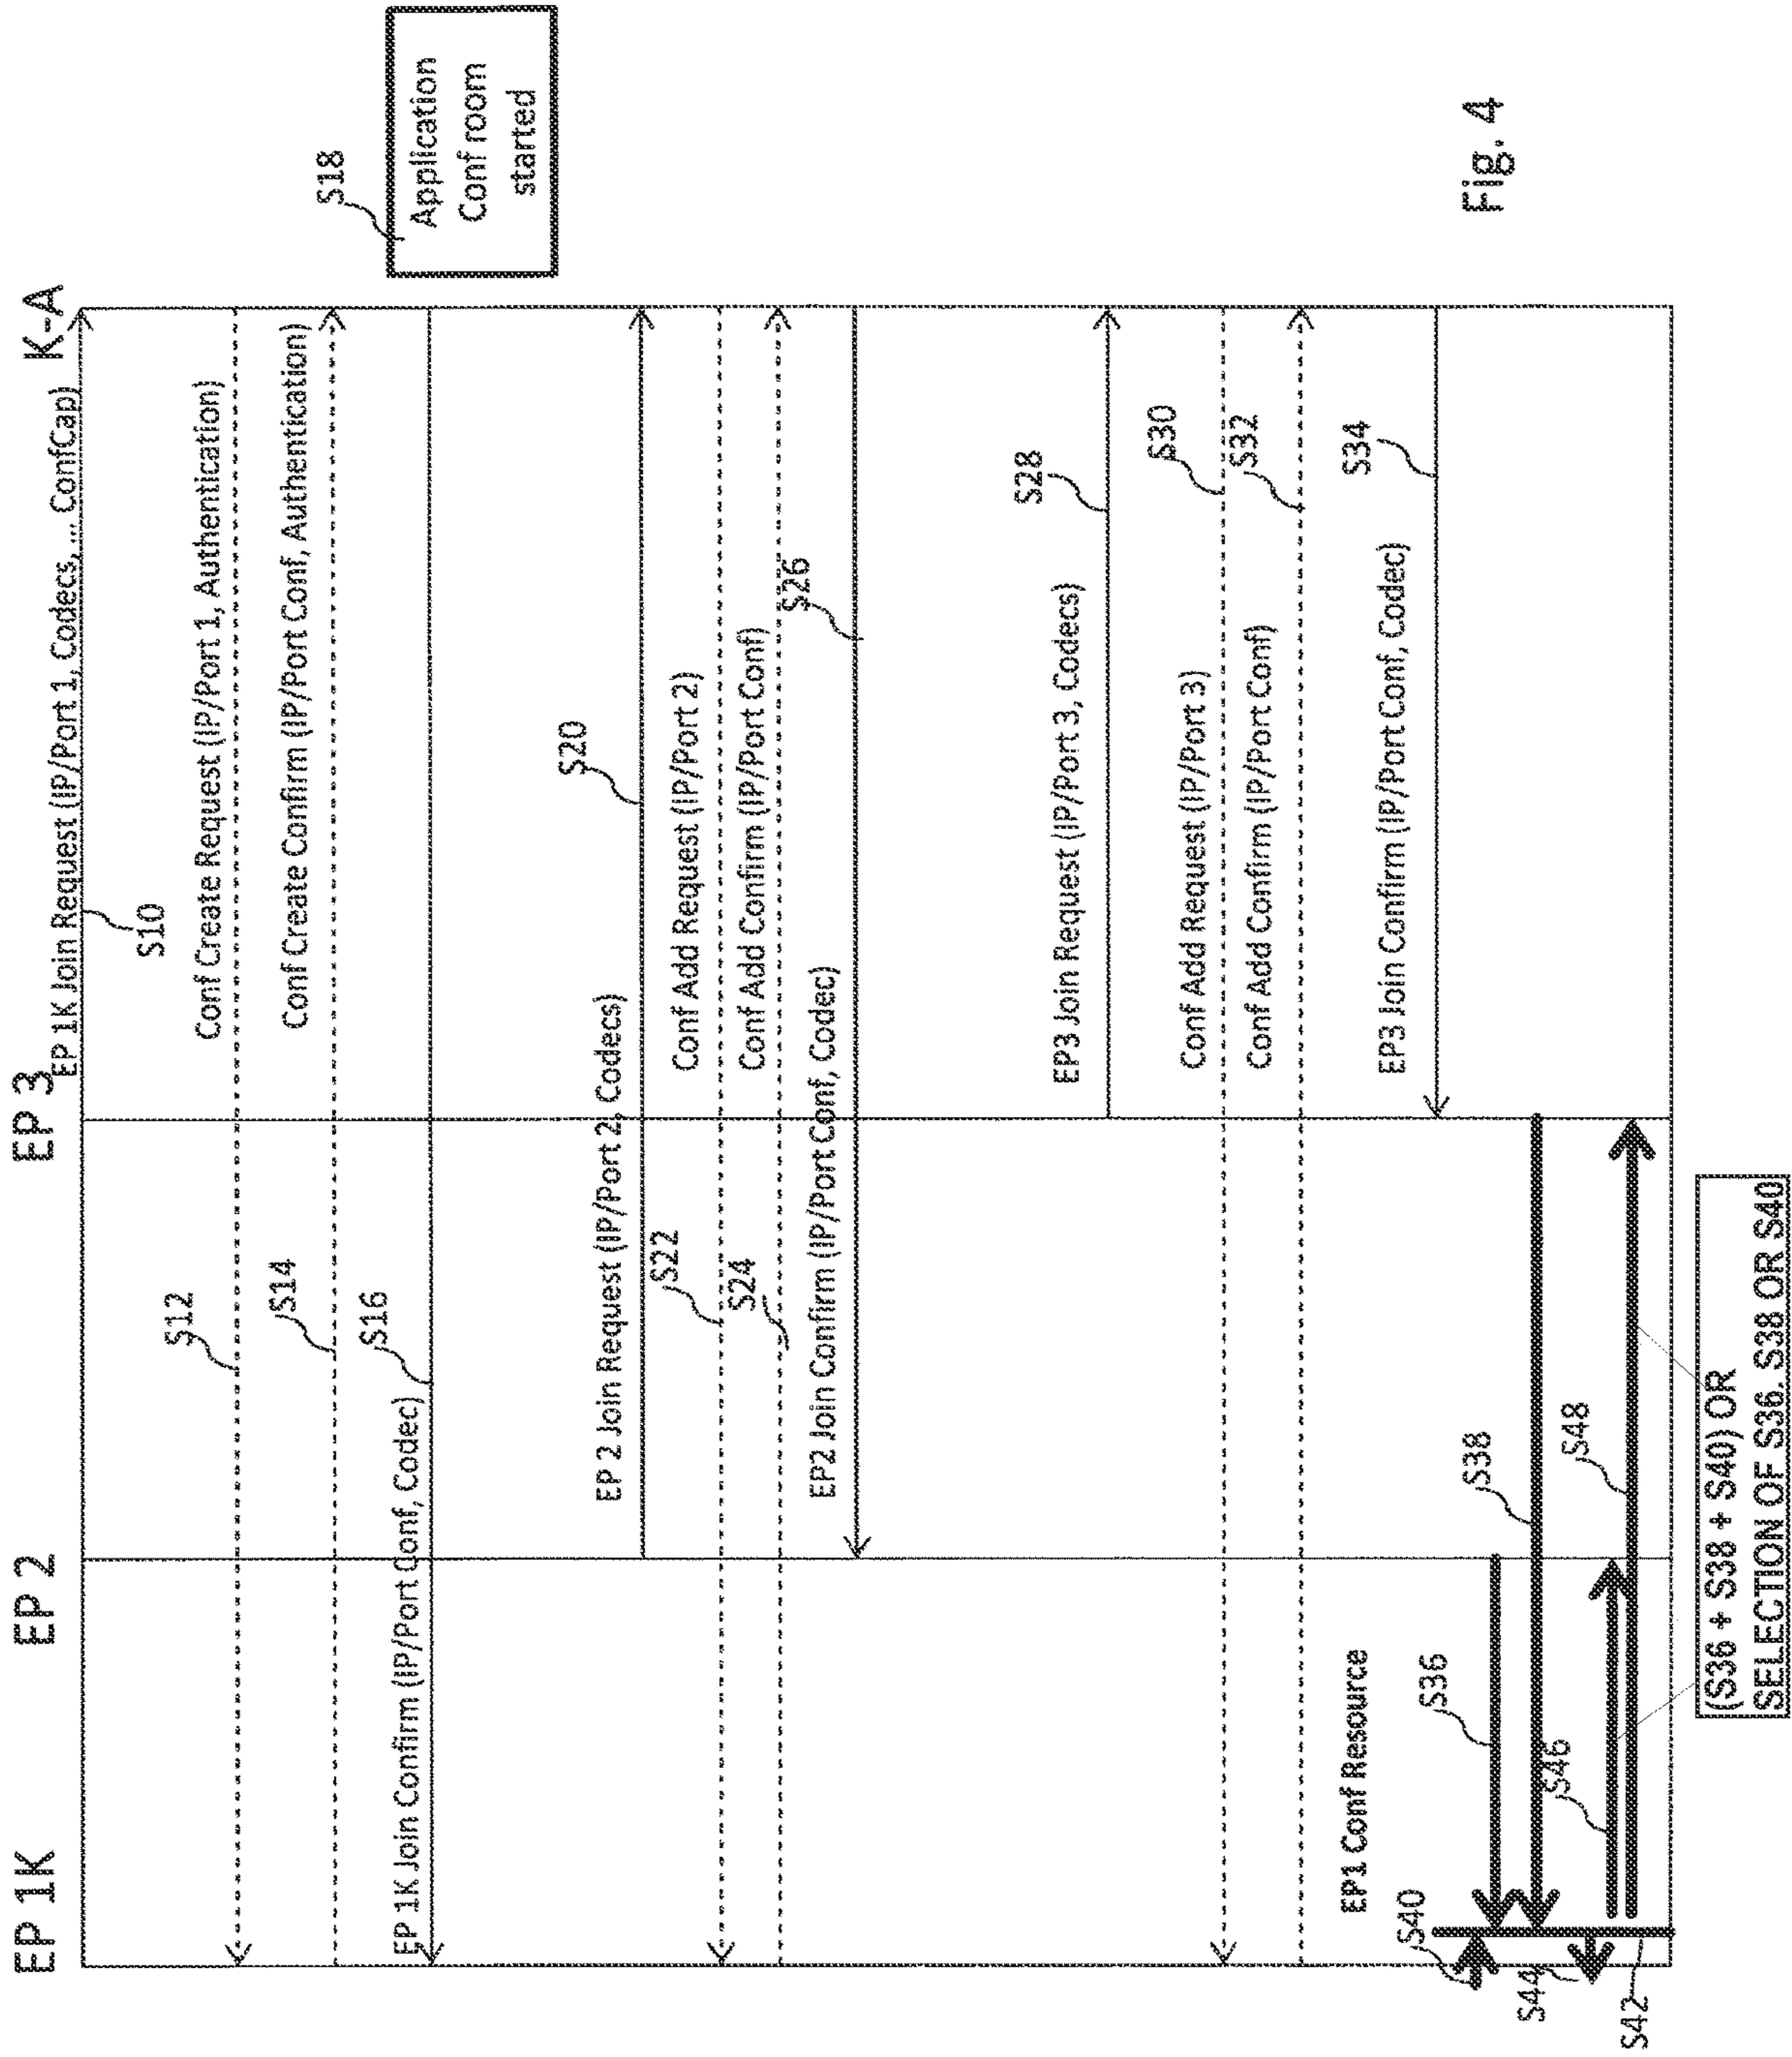 EP 1K
EP 2
EP 3
K-A
EP 1K Join Request (IP/Port 1, Codecs, ... ConfCap)
S10
Conf Create Request (IP/Port 1, Authentication)
S12
Conf Create Confirm (IP/Port Conf, Authentication)
S14
EP 1K Join Confirm (IP/Port Conf, Codec)
S16
S18
Application
Conf room
started
EP 2 Join Request (IP/Port 2, Codecs)
S20
Conf Add Request (IP/Port 2)
S22
Conf Add Confirm (IP/Port Conf)
S24
EP2 Join Confirm (IP/Port Conf, Codec)
S26
EP3 Join Request (IP/Port 3, Codecs)
S28
Conf Add Request (IP/Port 3)
S30
Conf Add Confirm (IP/Port Conf)
S32
EP3 Join Confirm (IP/Port Conf, Codec)
S34
EP1 Conf Resource
S36
S38
S40
S44
S46
S48
S42
(S36 + S38 + S40) OR
SELECTION OF S36. S38 OR S40
Fig. 4